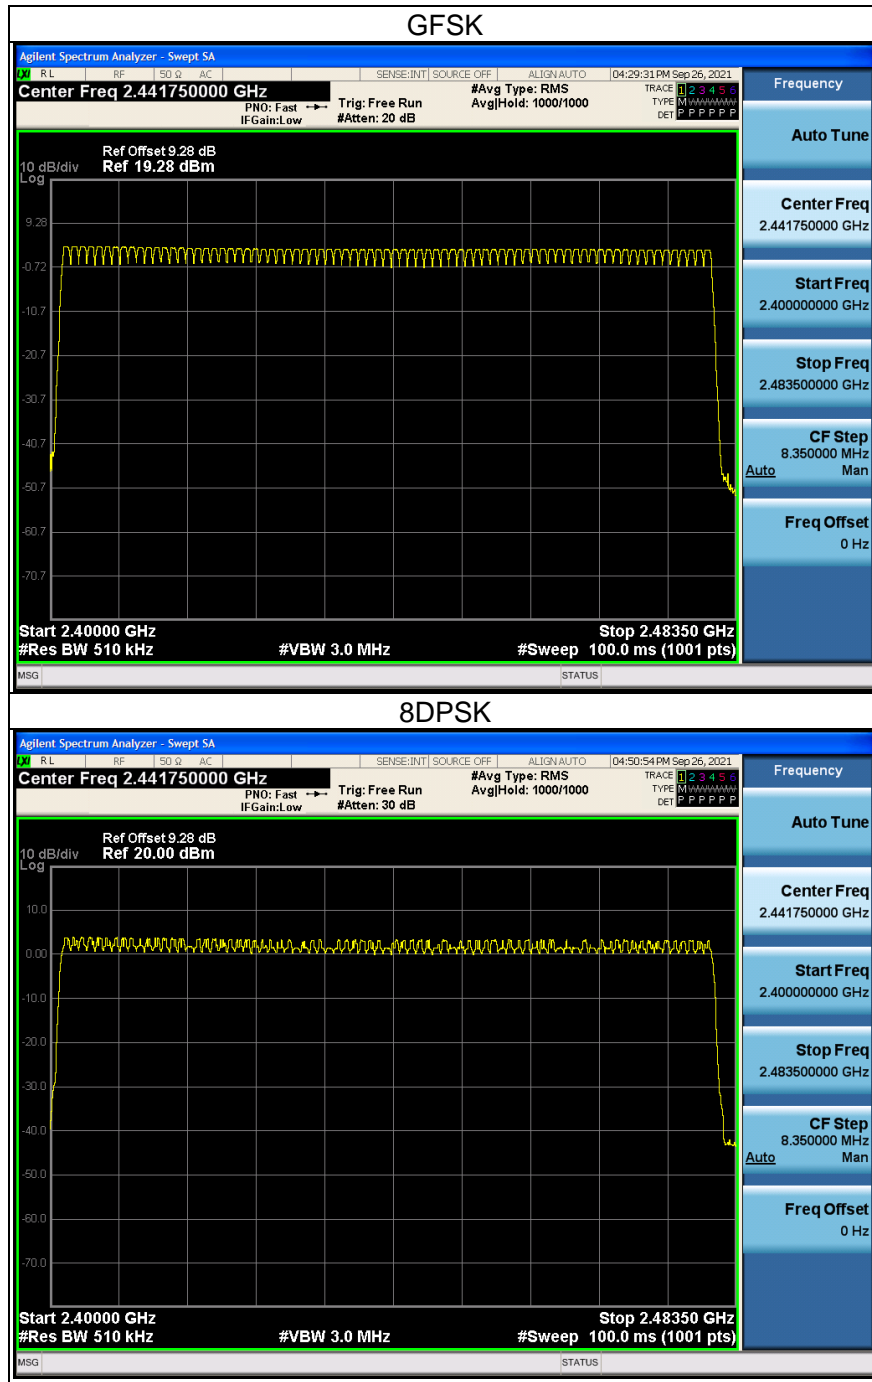 GFSK
Agilent Spectrum Analyzer - Swept SA
LXI RL RF 50 Ω AC SENSE:INT SOURCE OFF ALIGN AUTO 04:29:31 PM Sep 26, 2021
Center Freq 2.441750000 GHz #Avg Type: RMS TRACE 1 2 3 4 5 6
PNO: Fast Trig: Free Run Avg|Hold: 1000/1000 TYPE M WWWWW
IFGain:Low #Atten: 20 dB DET P P P P P P
Frequency
Auto Tune
Center Freq
2.441750000 GHz
Start Freq
2.400000000 GHz
Stop Freq
2.483500000 GHz
CF Step
8.350000 MHz
Auto Man
Freq Offset
0 Hz
Ref Offset 9.28 dB
10 dB/div Ref 19.28 dBm
Log
9.28
-0.72
-10.7
-20.7
-30.7
-40.7
-50.7
-60.7
-70.7
Start 2.40000 GHz Stop 2.48350 GHz
#Res BW 510 kHz #VBW 3.0 MHz #Sweep 100.0 ms (1001 pts)
MSG STATUS
8DPSK
Agilent Spectrum Analyzer - Swept SA
LXI RL RF 50 Ω AC SENSE:INT SOURCE OFF ALIGN AUTO 04:50:54 PM Sep 26, 2021
Center Freq 2.441750000 GHz #Avg Type: RMS TRACE 1 2 3 4 5 6
PNO: Fast Trig: Free Run Avg|Hold: 1000/1000 TYPE M WWWWW
IFGain:Low #Atten: 30 dB DET P P P P P P
Frequency
Auto Tune
Center Freq
2.441750000 GHz
Start Freq
2.400000000 GHz
Stop Freq
2.483500000 GHz
CF Step
8.350000 MHz
Auto Man
Freq Offset
0 Hz
Ref Offset 9.28 dB
10 dB/div Ref 20.00 dBm
Log
10.0
0.00
-10.0
-20.0
-30.0
-40.0
-50.0
-60.0
-70.0
Start 2.40000 GHz Stop 2.48350 GHz
#Res BW 510 kHz #VBW 3.0 MHz #Sweep 100.0 ms (1001 pts)
MSG STATUS